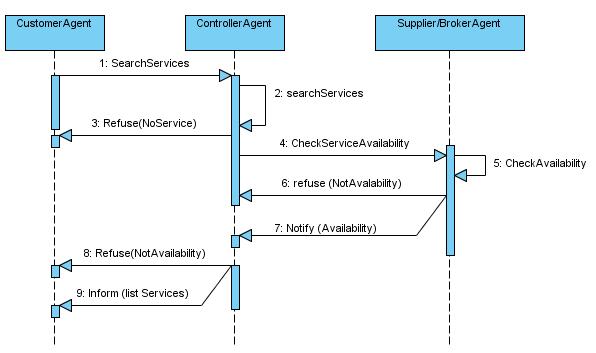 CustomerAgent
ControllerAgent
Supplier/BrokerAgent
1: SearchServices
2: searchServices
3: Refuse(NoService)
4: CheckServiceAvailability
5: CheckAvailability
6: refuse (NotAvalability)
7: Notify (Availability)
8: Refuse(NotAvailability)
9: Inform (list Services)